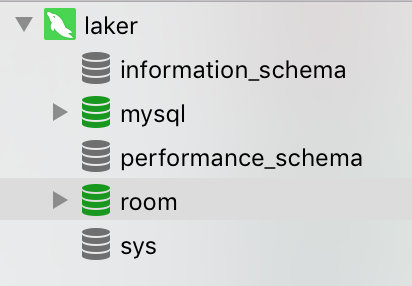 laker
information_schema
mysql
performance_schema
room
sys